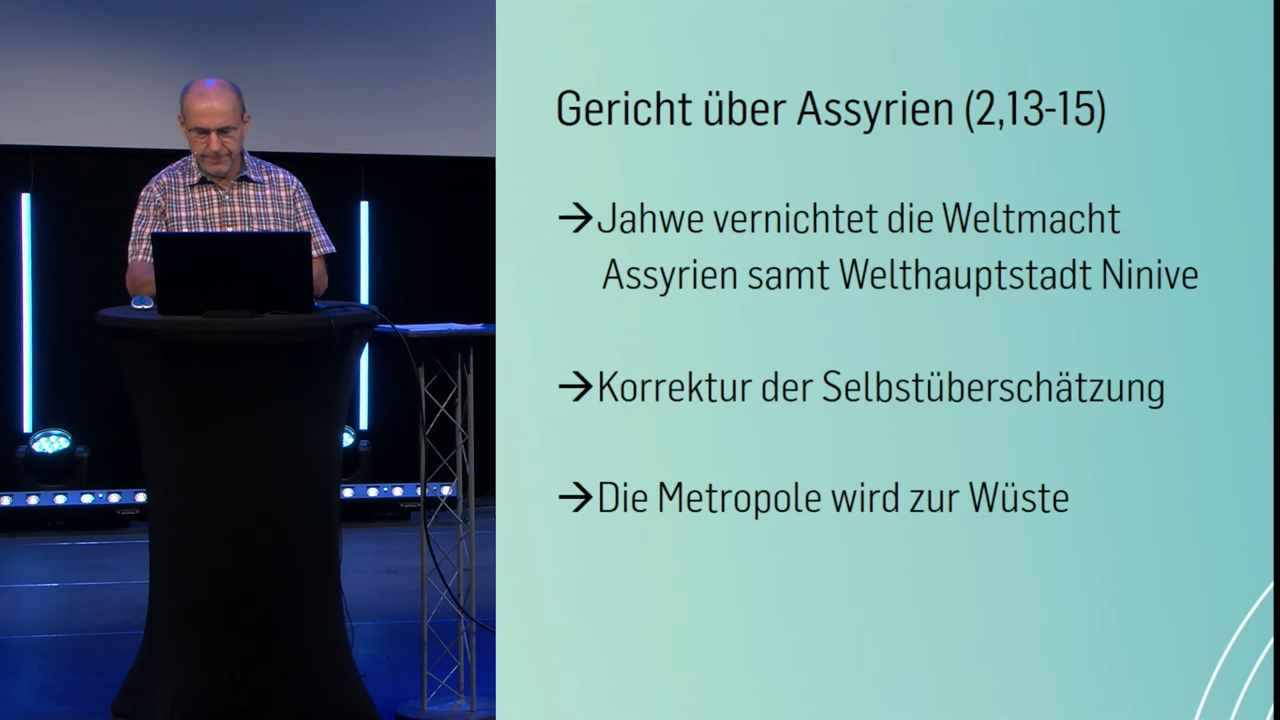 Gericht über Assyrien (2,13-15)
→Jahwe vernichtet die Weltmacht
Assyrien samt Welthauptstadt Ninive
→Korrektur der Selbstüberschätzung
→Die Metropole wird zur Wüste